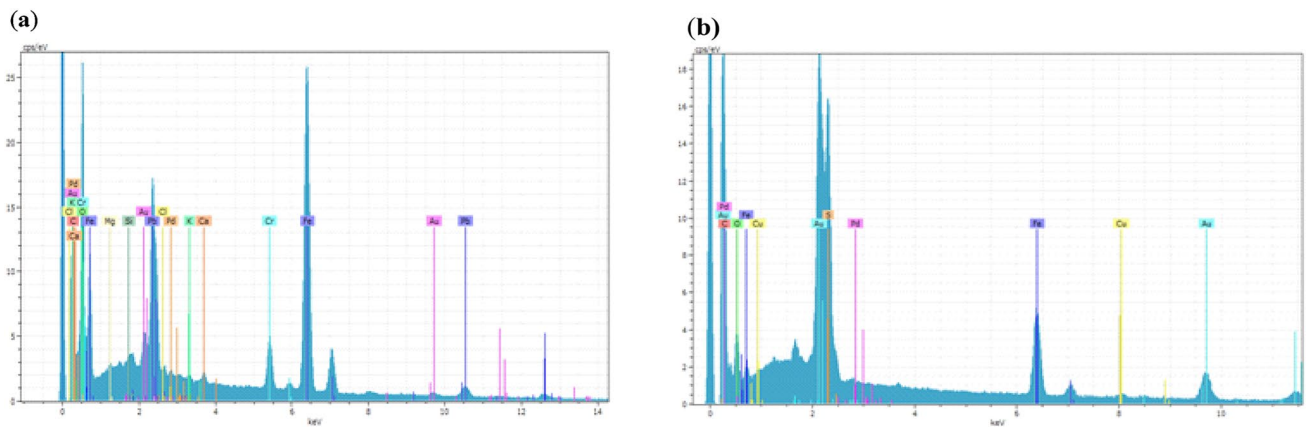 (a)
cps/eV
25
20
15
10
5
0
Pd
Au
K Cr
Cl C O Fe Mg Si Au Pb Cl Pd K Ca Cr Fe Au Pb
Ca
0 2 4 6 8 10 12 14
keV
(b)
cps/eV
18
16
14
12
10
8
6
4
2
0
Pd
Au Fe
C O Cu Au S Pd Fe Cu Au
0 2 4 6 8 10
keV